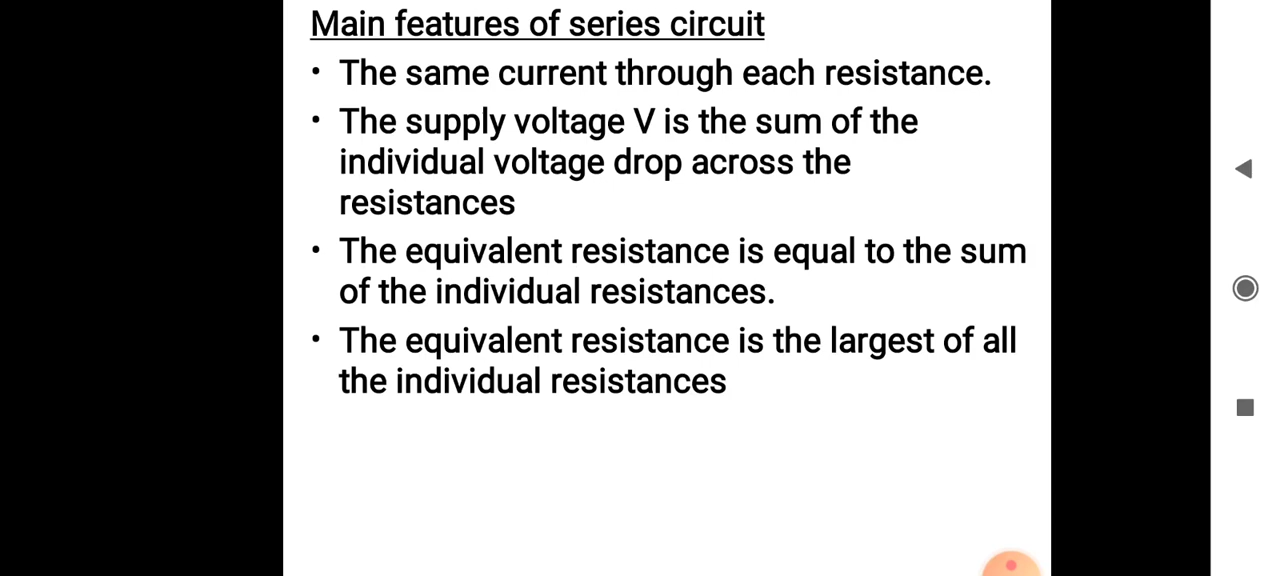 Main features of series circuit
• The same current through each resistance.
• The supply voltage V is the sum of the
individual voltage drop across the
resistances
• The equivalent resistance is equal to the sum
of the individual resistances.
• The equivalent resistance is the largest of all
the individual resistances